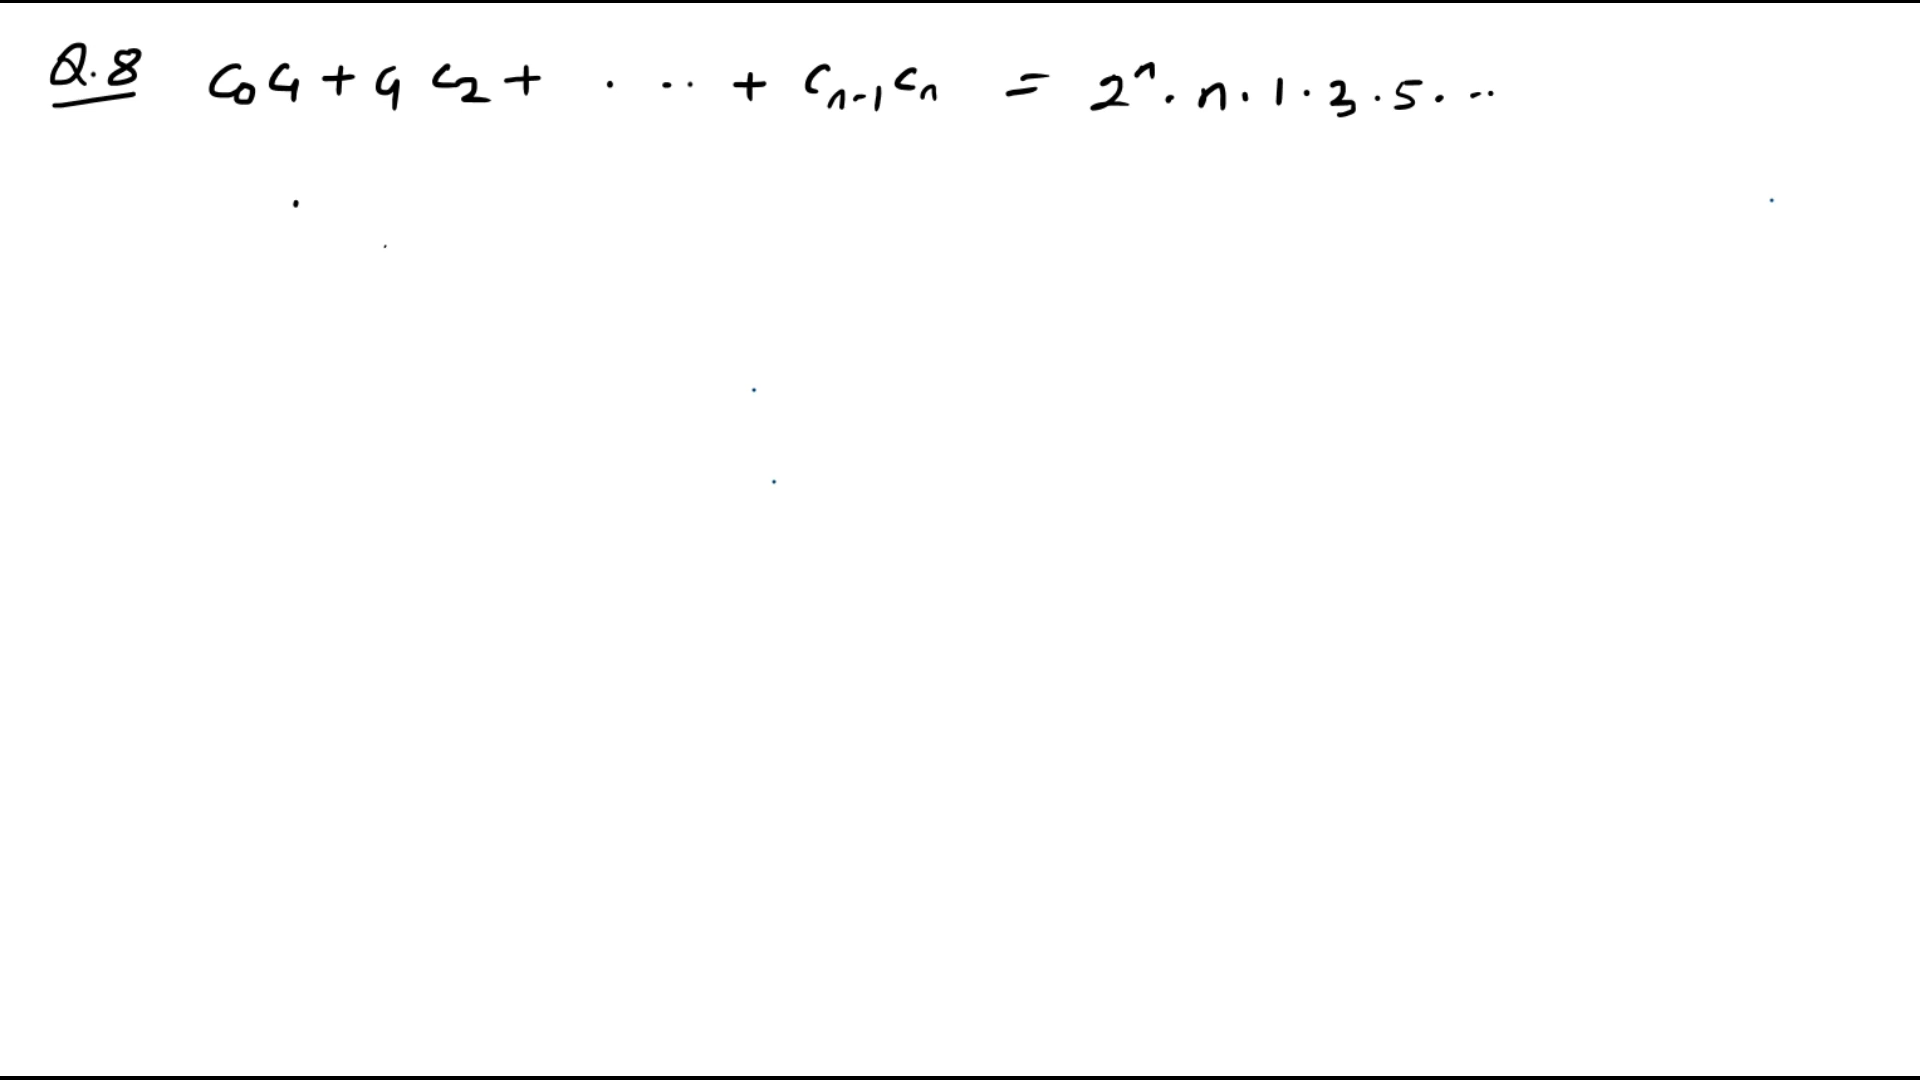 Q.8 C₀C₁ + C₁C₂ + . . . + Cₙ₋₁Cₙ = 2ⁿ . n . 1 . 3 . 5 . . .